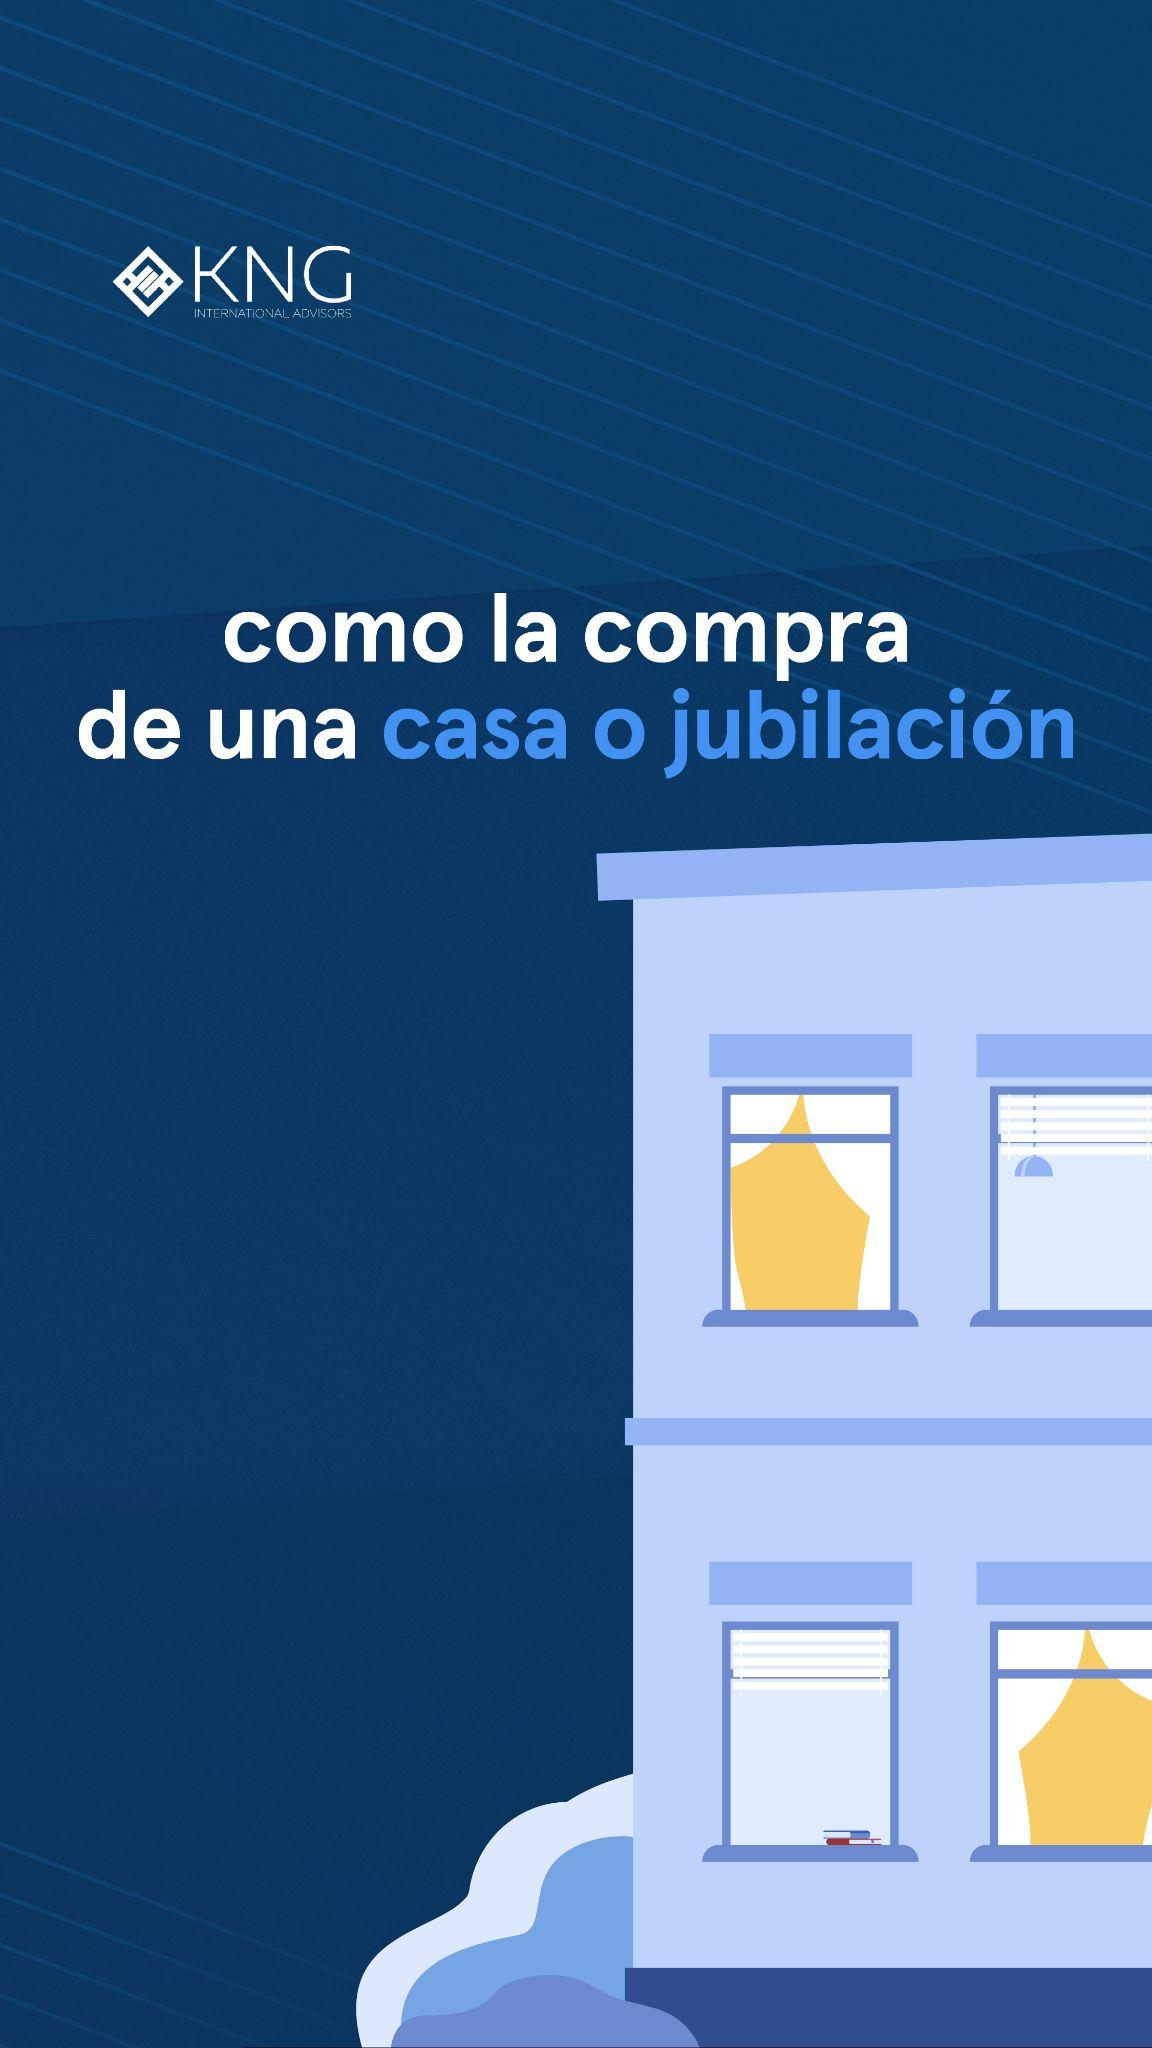 KNG
INTERNATIONAL ADVISORS
como la compra
de una casa o jubilación